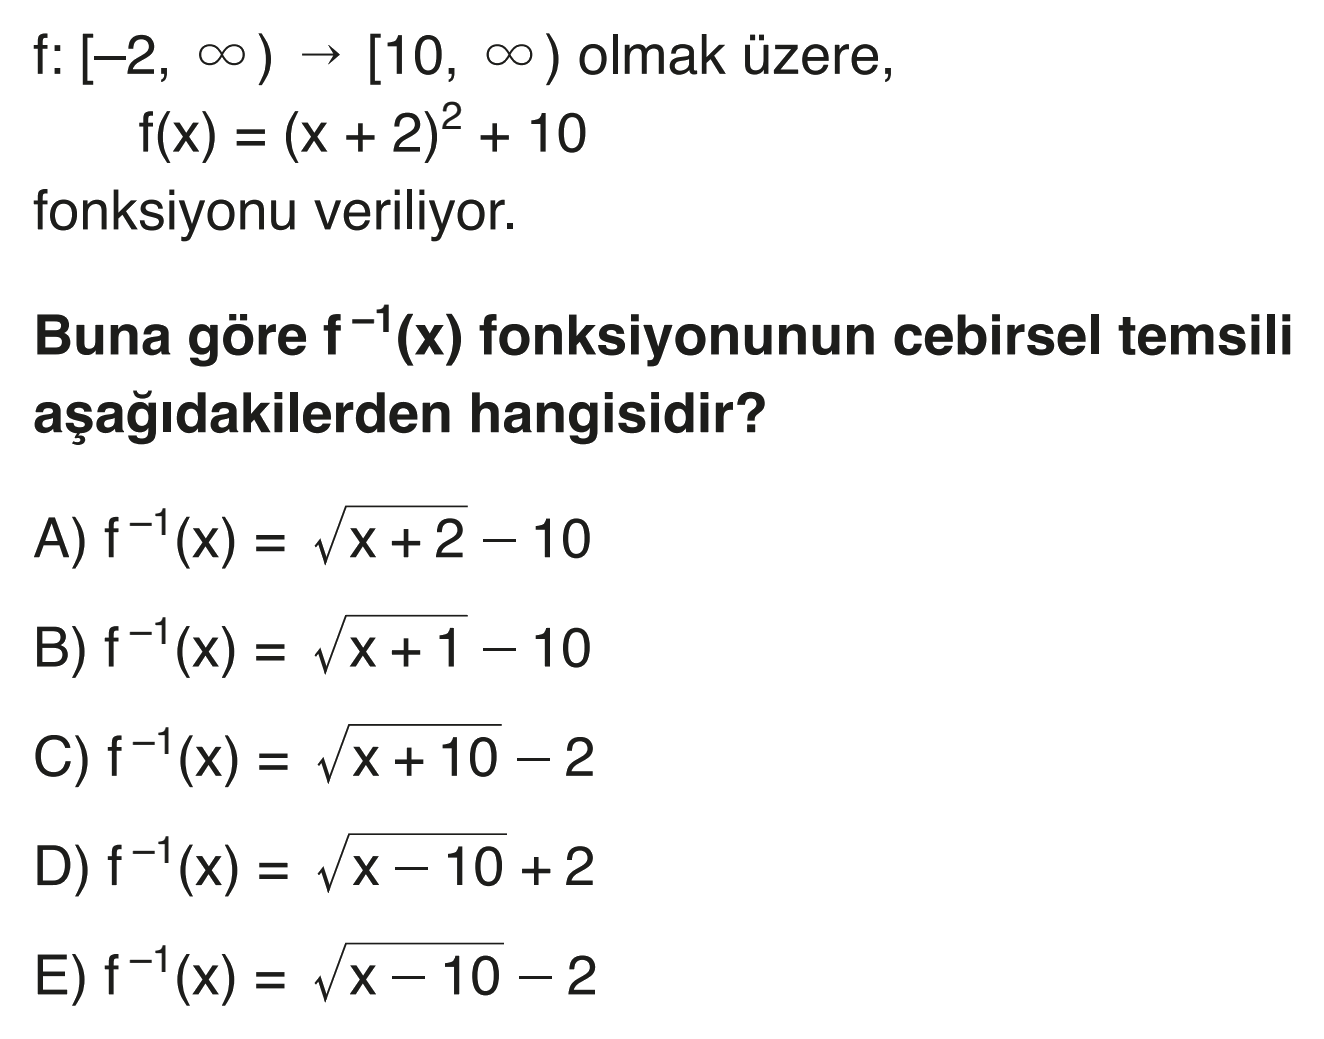 f: [–2, ∞) → [10, ∞) olmak üzere,
f(x) = (x + 2)² + 10
fonksiyonu veriliyor.
Buna göre f⁻¹(x) fonksiyonunun cebirsel temsili
aşağıdakilerden hangisidir?
A) f⁻¹(x) = √(x + 2) – 10
B) f⁻¹(x) = √(x + 1) – 10
C) f⁻¹(x) = √(x + 10) – 2
D) f⁻¹(x) = √(x – 10) + 2
E) f⁻¹(x) = √(x – 10) – 2